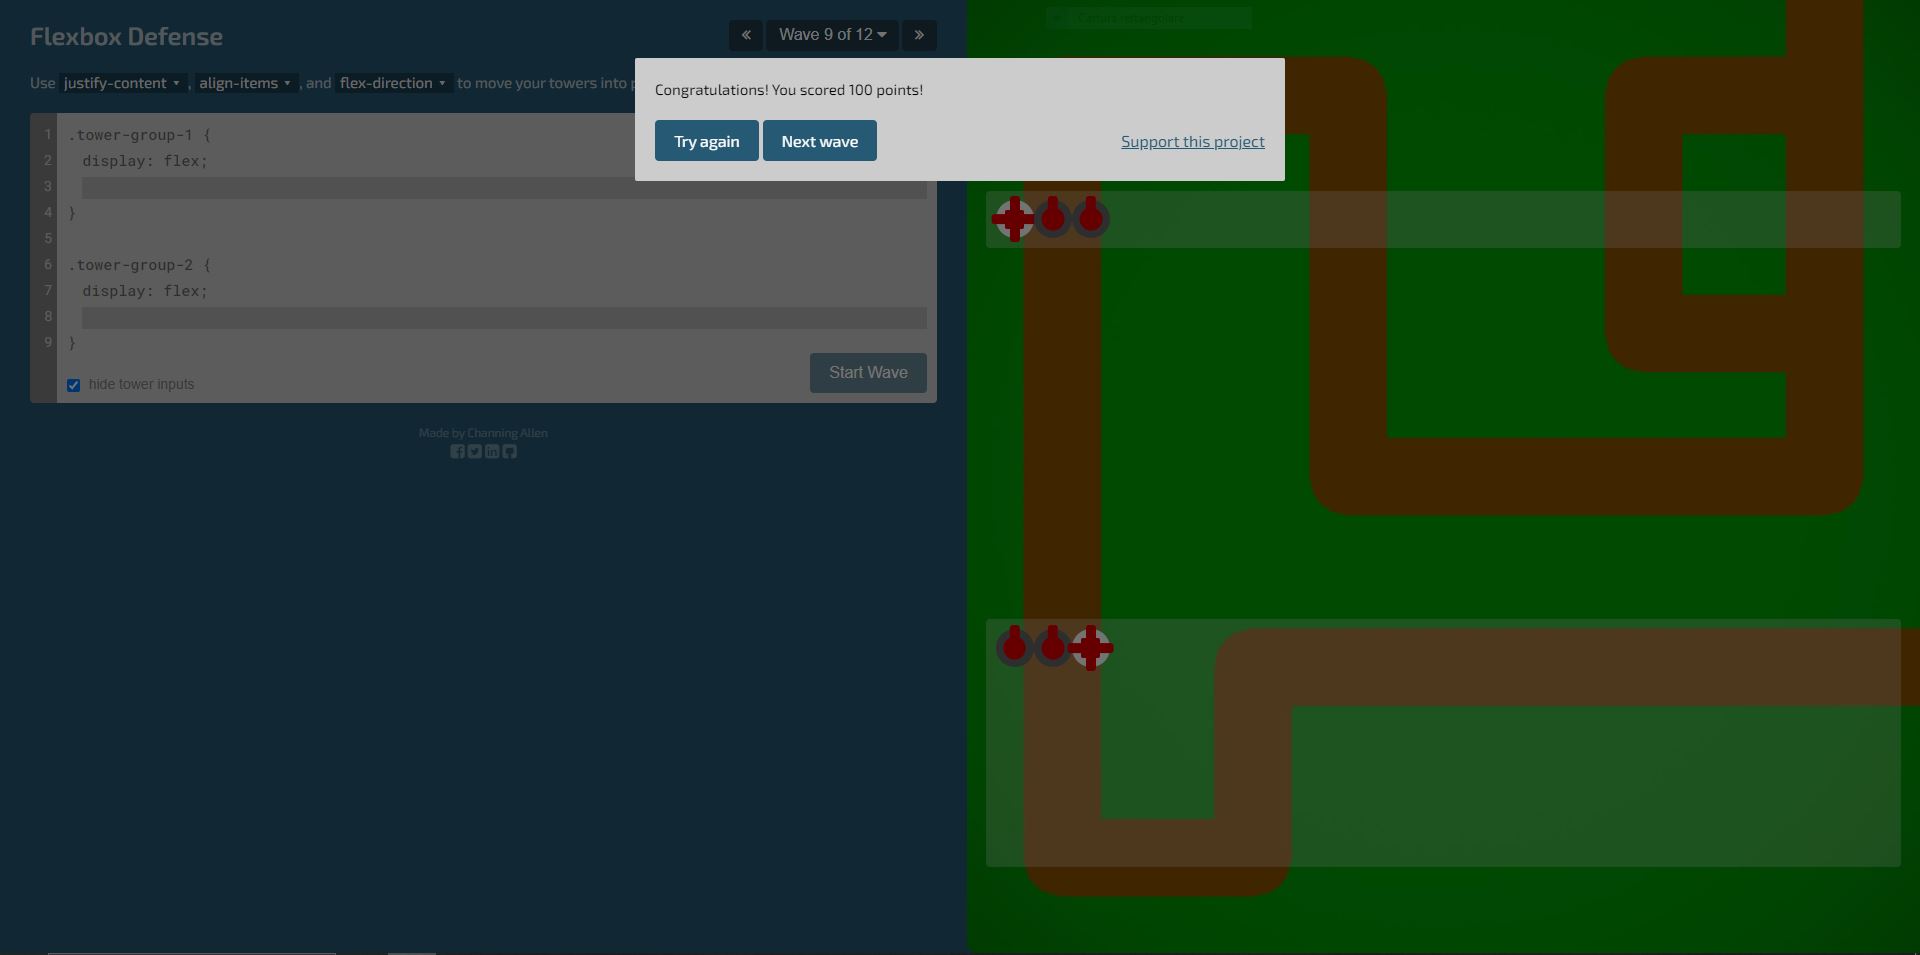 Flexbox Defense
« Wave 9 of 12 »
Cattura rettangolare
Use justify-content , align-items , and flex-direction to move your towers into
Congratulations! You scored 100 points!
Try again Next wave Support this project
1 .tower-group-1 {
2 display: flex;
3
4 }
5
6 .tower-group-2 {
7 display: flex;
8
9 }
hide tower inputs
Start Wave
Made by Channing Allen